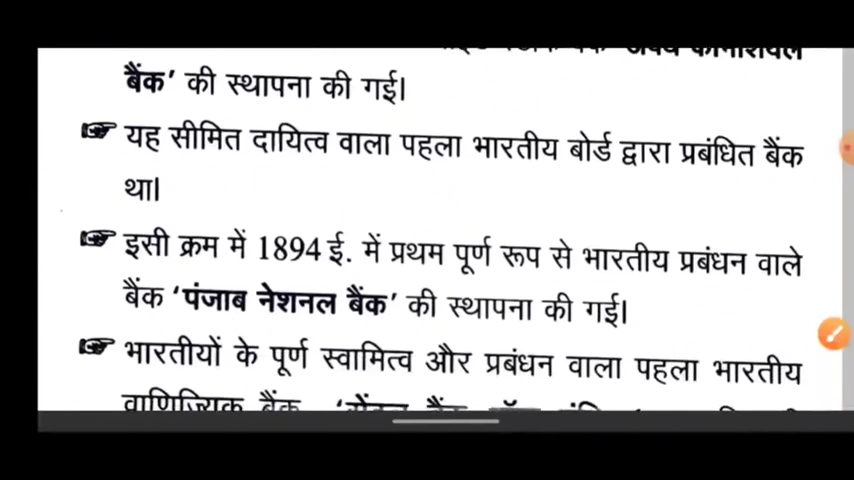 बैंक' की स्थापना की गई।
☞ यह सीमित दायित्व वाला पहला भारतीय बोर्ड द्वारा प्रबंधित बैंक
था।
☞ इसी क्रम में 1894 ई. में प्रथम पूर्ण रूप से भारतीय प्रबंधन वाले
बैंक 'पंजाब नेशनल बैंक' की स्थापना की गई।
☞ भारतीयों के पूर्ण स्वामित्व और प्रबंधन वाला पहला भारतीय
वाणिज्यिक बैंक